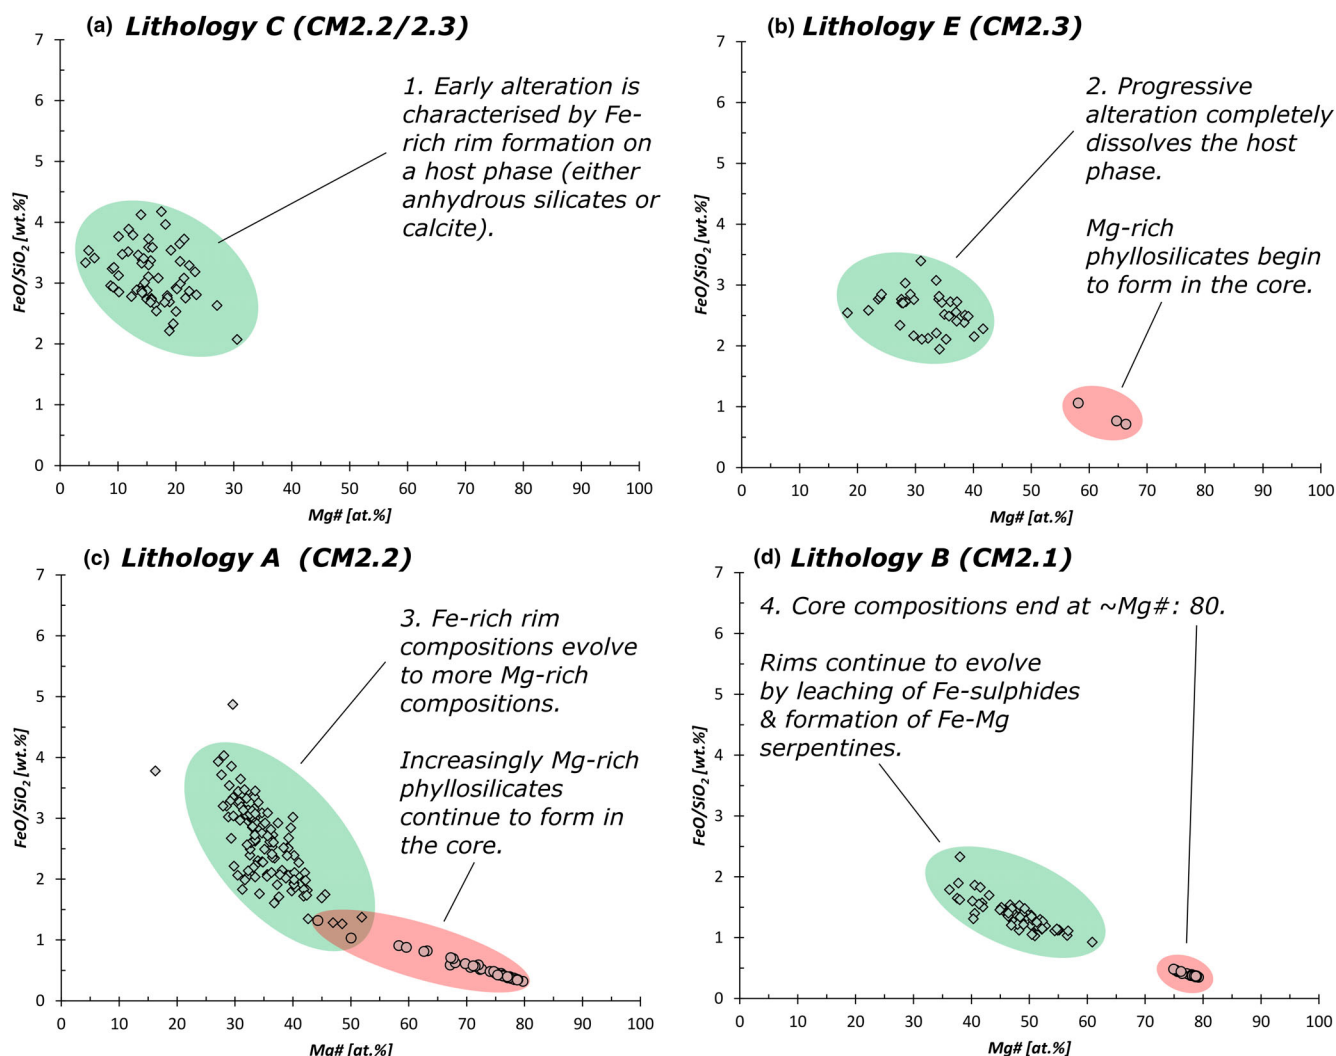 (a) Lithology C (CM2.2/2.3)
1. Early alteration is
characterised by Fe-
rich rim formation on
a host phase (either
anhydrous silicates or
calcite).
FeO/SiO2 [wt.%]
7
6
5
4
3
2
1
0
0 10 20 30 40 50 60 70 80 90 100
Mg# [at.%]
(b) Lithology E (CM2.3)
2. Progressive
alteration completely
dissolves the host
phase.
Mg-rich
phyllosilicates begin
to form in the core.
FeO/SiO2 [wt.%]
7
6
5
4
3
2
1
0
0 10 20 30 40 50 60 70 80 90 100
Mg# [at.%]
(c) Lithology A (CM2.2)
3. Fe-rich rim
compositions evolve
to more Mg-rich
compositions.
Increasingly Mg-rich
phyllosilicates
continue to form in
the core.
FeO/SiO2 [wt.%]
7
6
5
4
3
2
1
0
0 10 20 30 40 50 60 70 80 90 100
Mg# [at.%]
(d) Lithology B (CM2.1)
4. Core compositions end at ~Mg#: 80.
Rims continue to evolve
by leaching of Fe-sulphides
& formation of Fe-Mg
serpentines.
FeO/SiO2 [wt.%]
7
6
5
4
3
2
1
0
0 10 20 30 40 50 60 70 80 90 100
Mg# [at.%]